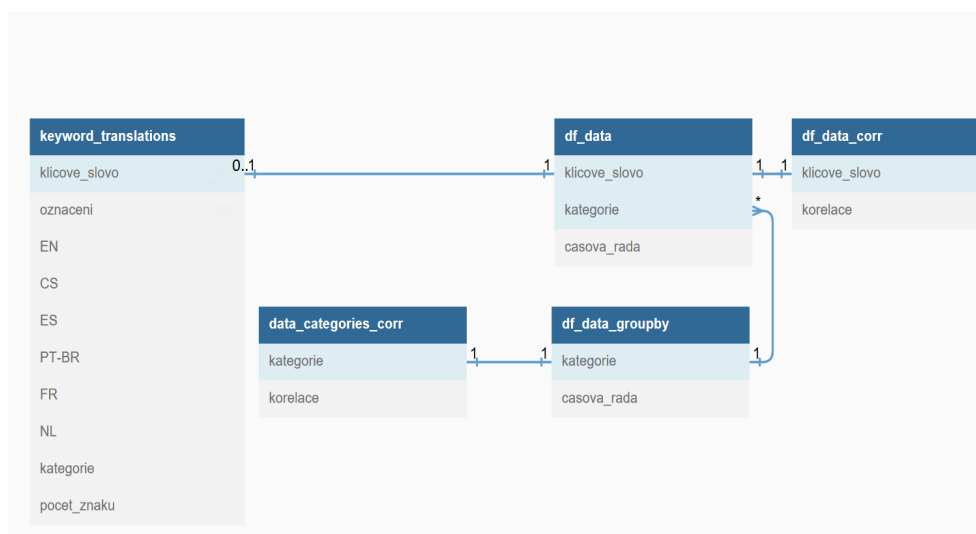 keyword_translations
klicove_slovo
oznaceni
EN
CS
ES
PT-BR
FR
NL
kategorie
pocet_znaku
0..1
1
df_data
klicove_slovo
kategorie
casova_rada
1
1
*
df_data_corr
klicove_slovo
korelace
data_categories_corr
kategorie
korelace
1
1
df_data_groupby
kategorie
casova_rada
1